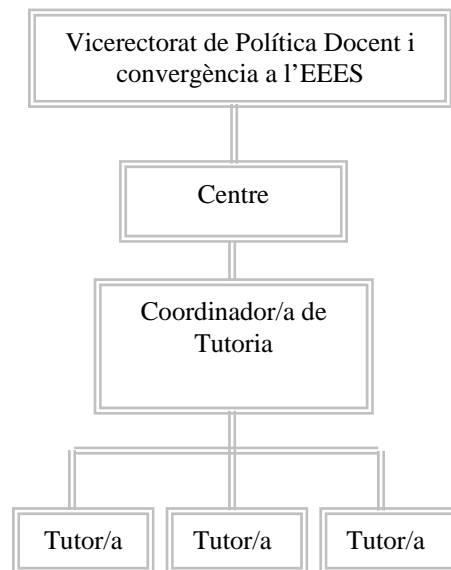 Vicerectorat de Política Docent i
convergència a l’EEES
Centre
Coordinador/a de
Tutoria
Tutor/a
Tutor/a
Tutor/a